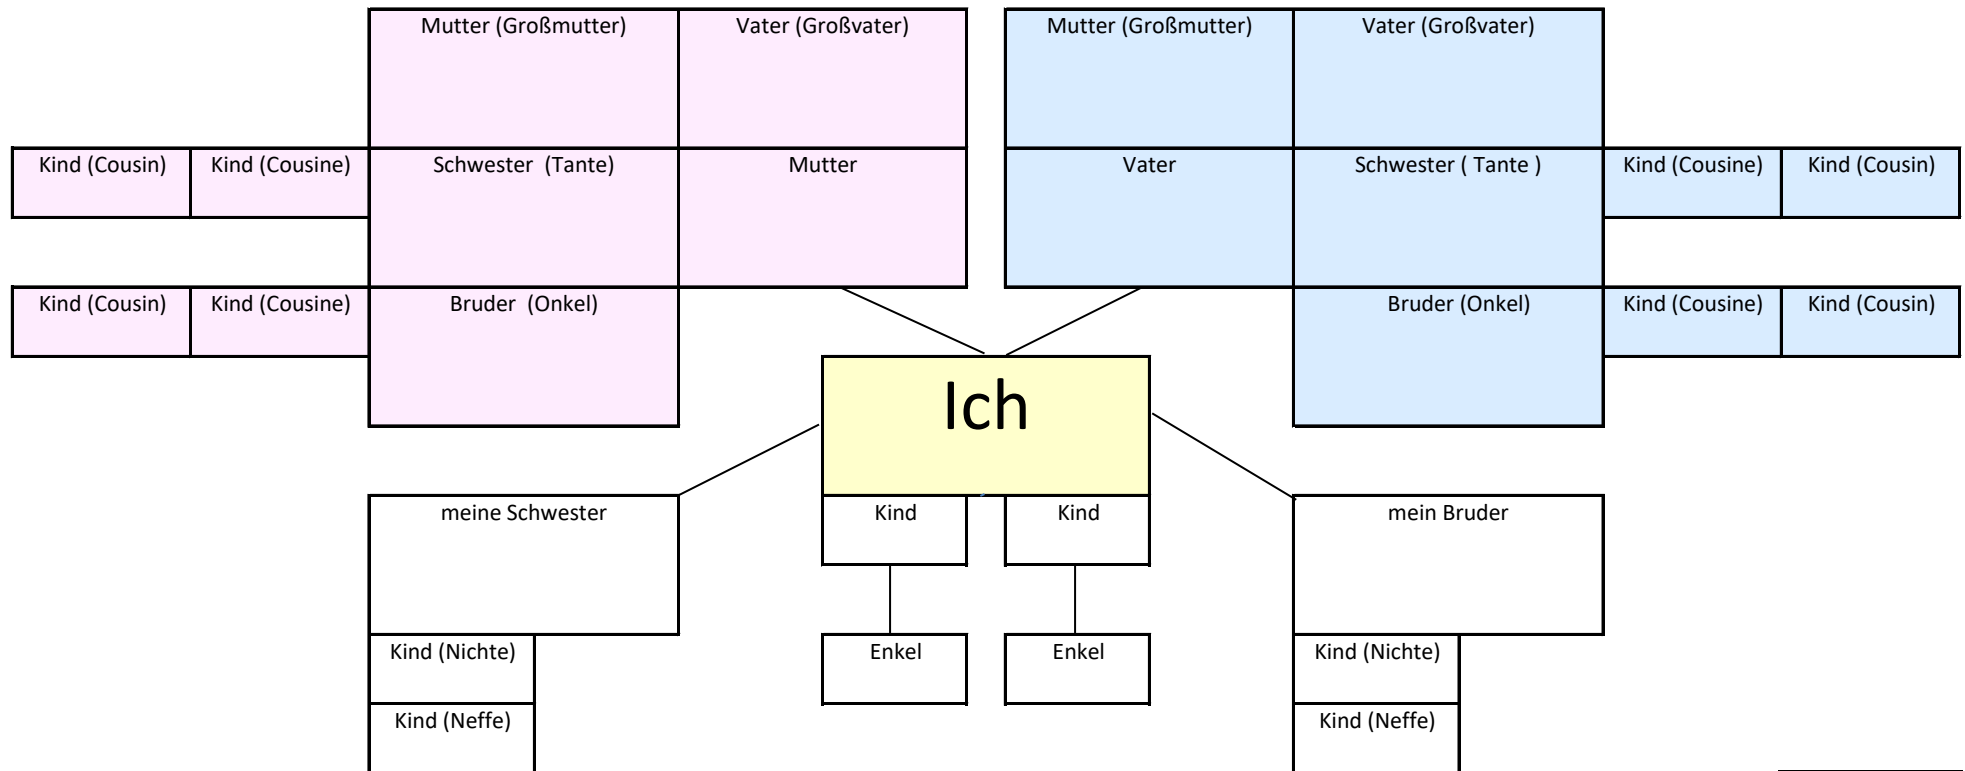 Mutter (Großmutter) Vater (Großvater) Mutter (Großmutter) Vater (Großvater)
Kind (Cousin) Kind (Cousine) Schwester (Tante) Mutter Vater Schwester ( Tante ) Kind (Cousine) Kind (Cousin)
Kind (Cousin) Kind (Cousine) Bruder (Onkel) Bruder (Onkel) Kind (Cousine) Kind (Cousin)
Ich
meine Schwester Kind Kind mein Bruder
Kind (Nichte) Enkel Enkel Kind (Nichte)
Kind (Neffe) Kind (Neffe)